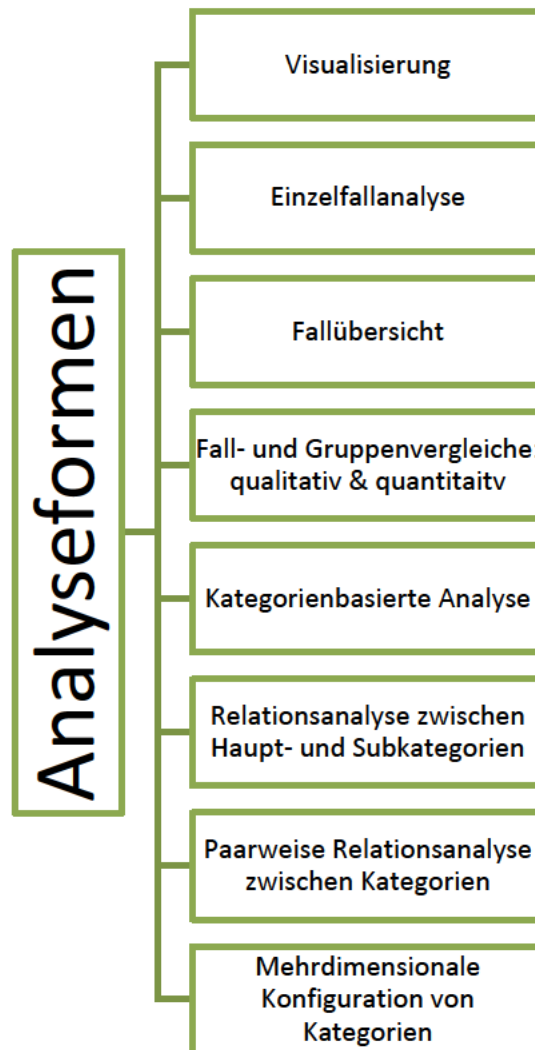 Analyseformen
Visualisierung
Einzelfallanalyse
Fallübersicht
Fall- und Gruppenvergleiche:
qualitativ & quantitaitv
Kategorienbasierte Analyse
Relationsanalyse zwischen
Haupt- und Subkategorien
Paarweise Relationsanalyse
zwischen Kategorien
Mehrdimensionale
Konfiguration von
Kategorien